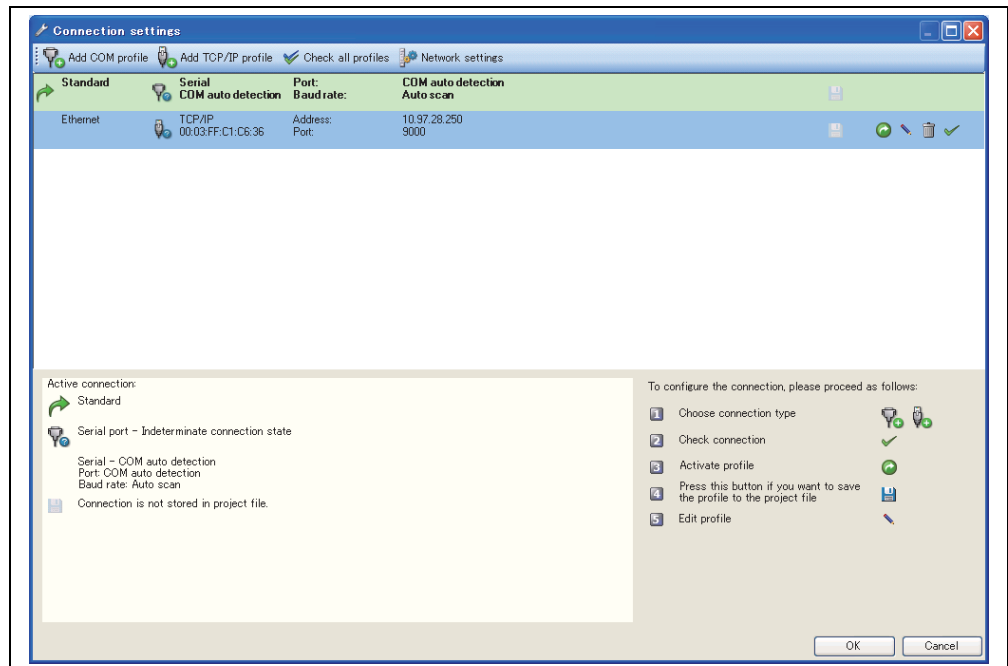 Connection settings
Add COM profile Add TCP/IP profile Check all profiles Network settings
Standard Serial Port: COM auto detection
COM auto detection Baud rate: Auto scan
Ethernet TCP/IP Address: 10.97.28.250
00:03:FF:C1:C6:36 Port: 9000
Active connection:
Standard
Serial port - Indeterminate connection state
Serial - COM auto detection
Port: COM auto detection
Baud rate: Auto scan
Connection is not stored in project file.
To configure the connection, please proceed as follows:
1 Choose connection type
2 Check connection
3 Activate profile
4 Press this button if you want to save
the profile to the project file
5 Edit profile
OK Cancel